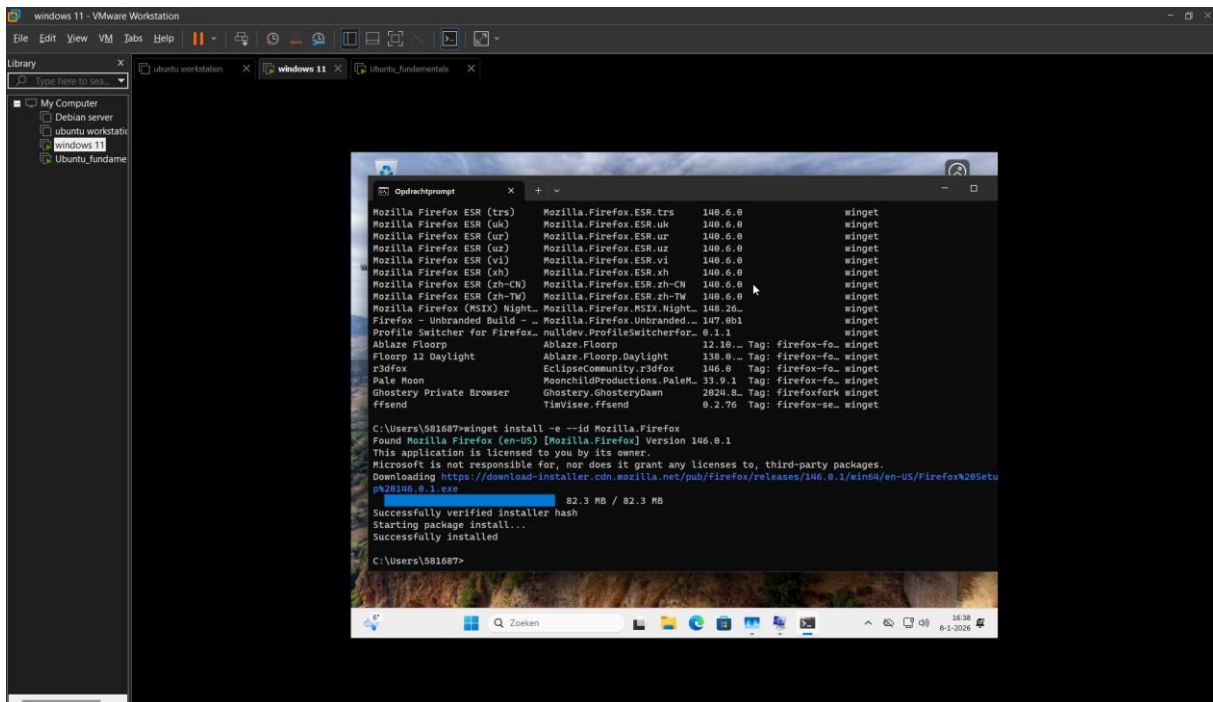 windows 11 - VMware Workstation
File Edit View VM Tabs Help
Library X
Type here to sea...
My Computer
Debian server
ubuntu workstatic
windows 11
Ubuntu_fundame
ubuntu workstation X windows 11 X Ubuntu_fundamentals X
Opdrachtprompt X + -
Mozilla Firefox ESR (trs) Mozilla.Firefox.ESR.trs 140.6.0 winget
Mozilla Firefox ESR (uk) Mozilla.Firefox.ESR.uk 140.6.0 winget
Mozilla Firefox ESR (ur) Mozilla.Firefox.ESR.ur 140.6.0 winget
Mozilla Firefox ESR (uz) Mozilla.Firefox.ESR.uz 140.6.0 winget
Mozilla Firefox ESR (vi) Mozilla.Firefox.ESR.vi 140.6.0 winget
Mozilla Firefox ESR (xh) Mozilla.Firefox.ESR.xh 140.6.0 winget
Mozilla Firefox ESR (zh-CN) Mozilla.Firefox.ESR.zh-CN 140.6.0 winget
Mozilla Firefox ESR (zh-TW) Mozilla.Firefox.ESR.zh-TW 140.6.0 winget
Mozilla Firefox (MSIX) Night… Mozilla.Firefox.MSIX.Night… 148.26… winget
Firefox - Unbranded Build - … Mozilla.Firefox.Unbranded.… 147.0b1 winget
Profile Switcher for Firefox… nulldev.ProfileSwitcherfor… 0.1.1 winget
Ablaze Floorp Ablaze.Floorp 12.10.… Tag: firefox-fo… winget
Floorp 12 Daylight Ablaze.Floorp.Daylight 138.0.… Tag: firefox-fo… winget
r3dfox EclipseCommunity.r3dfox 146.0 Tag: firefox-fo… winget
Pale Moon MoonchildProductions.PaleM… 33.9.1 Tag: firefox-fo… winget
Ghostery Private Browser Ghostery.GhosteryDawn 2024.8… Tag: firefoxfork winget
ffsend TimVisee.ffsend 0.2.76 Tag: firefox-se… winget
C:\Users\581687>winget install -e --id Mozilla.Firefox
Found Mozilla Firefox (en-US) [Mozilla.Firefox] Version 146.0.1
This application is licensed to you by its owner.
Microsoft is not responsible for, nor does it grant any licenses to, third-party packages.
Downloading https://download-installer.cdn.mozilla.net/pub/firefox/releases/146.0.1/win64/en-US/Firefox%20Setu
p%20146.0.1.exe
82.3 MB / 82.3 MB
Successfully verified installer hash
Starting package install...
Successfully installed
C:\Users\581687>
6°
Zoeken
16:38
8-1-2026